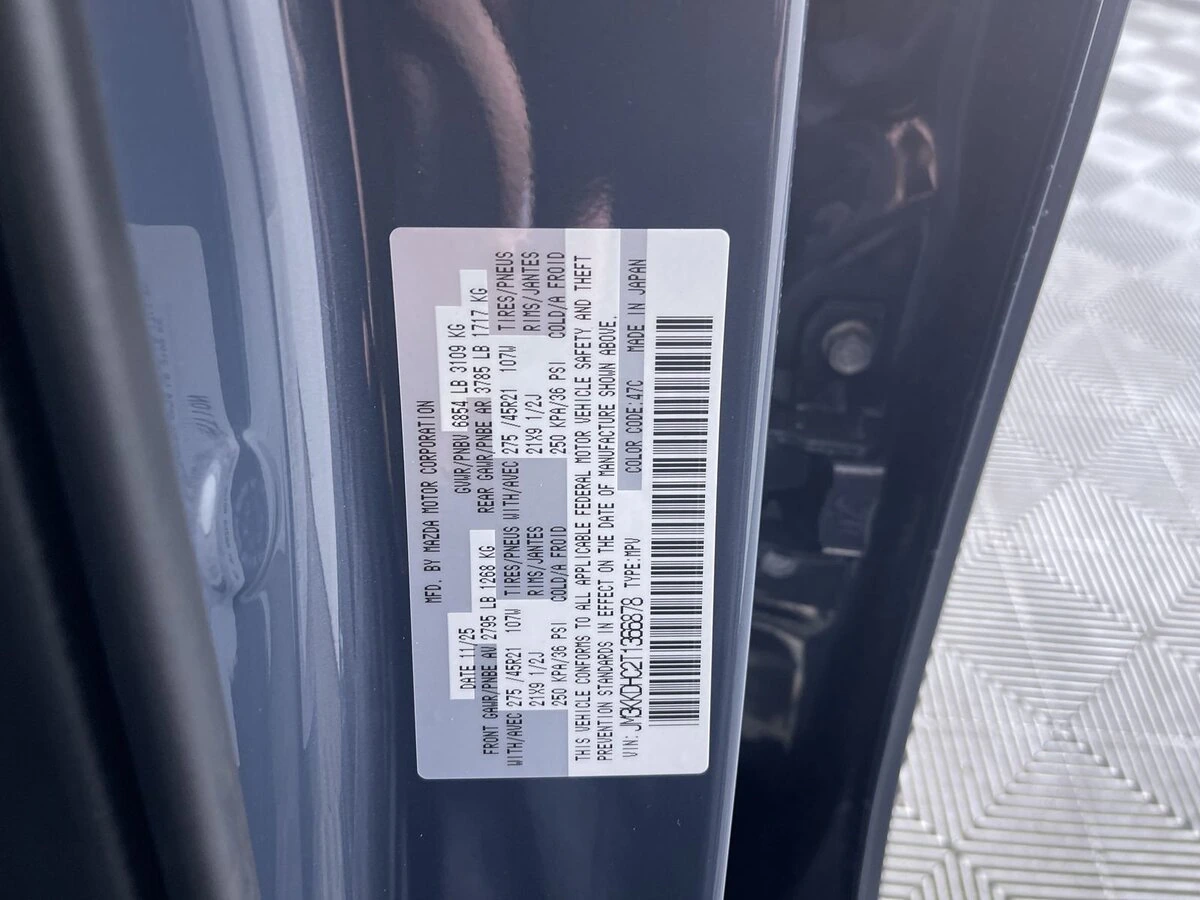 MFD. BY MAZDA MOTOR CORPORATION
DATE 11/25 GVWR/PNBV 6854 LB 3109 KG
FRONT GAWR/PNBE AV 2795 LB 1268 KG REAR GAWR/PNBE AR 3785 LB 1717 KG
WITH/AVEC 275 /45R21 107W TIRES/PNEUS WITH/AVEC 275 /45R21 107W TIRES/PNEUS
21X9 1/2J RIMS/JANTES 21X9 1/2J RIMS/JANTES
250 KPA/36 PSI COLD/A FROID 250 KPA/36 PSI COLD/A FROID
THIS VEHICLE CONFORMS TO ALL APPLICABLE FEDERAL MOTOR VEHICLE SAFETY AND THEFT
PREVENTION STANDARDS IN EFFECT ON THE DATE OF MANUFACTURE SHOWN ABOVE.
VIN: JM3KKDHC2T1366878 TYPE:MPV COLOR CODE:47C MADE IN JAPAN